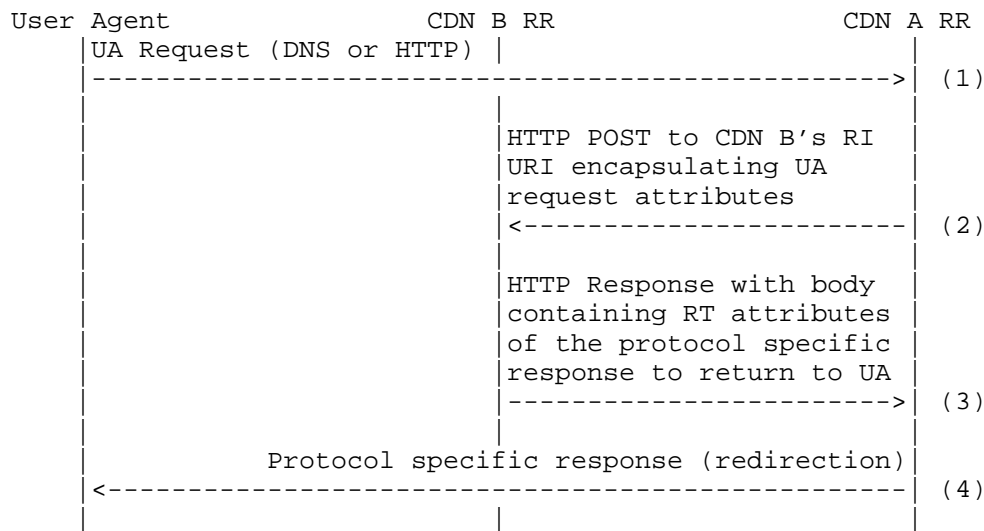 User Agent CDN B RR CDN A RR
UA Request (DNS or HTTP)
(1)
HTTP POST to CDN B's RI
URI encapsulating UA
request attributes
(2)
HTTP Response with body
containing RT attributes
of the protocol specific
response to return to UA
(3)
Protocol specific response (redirection)
(4)